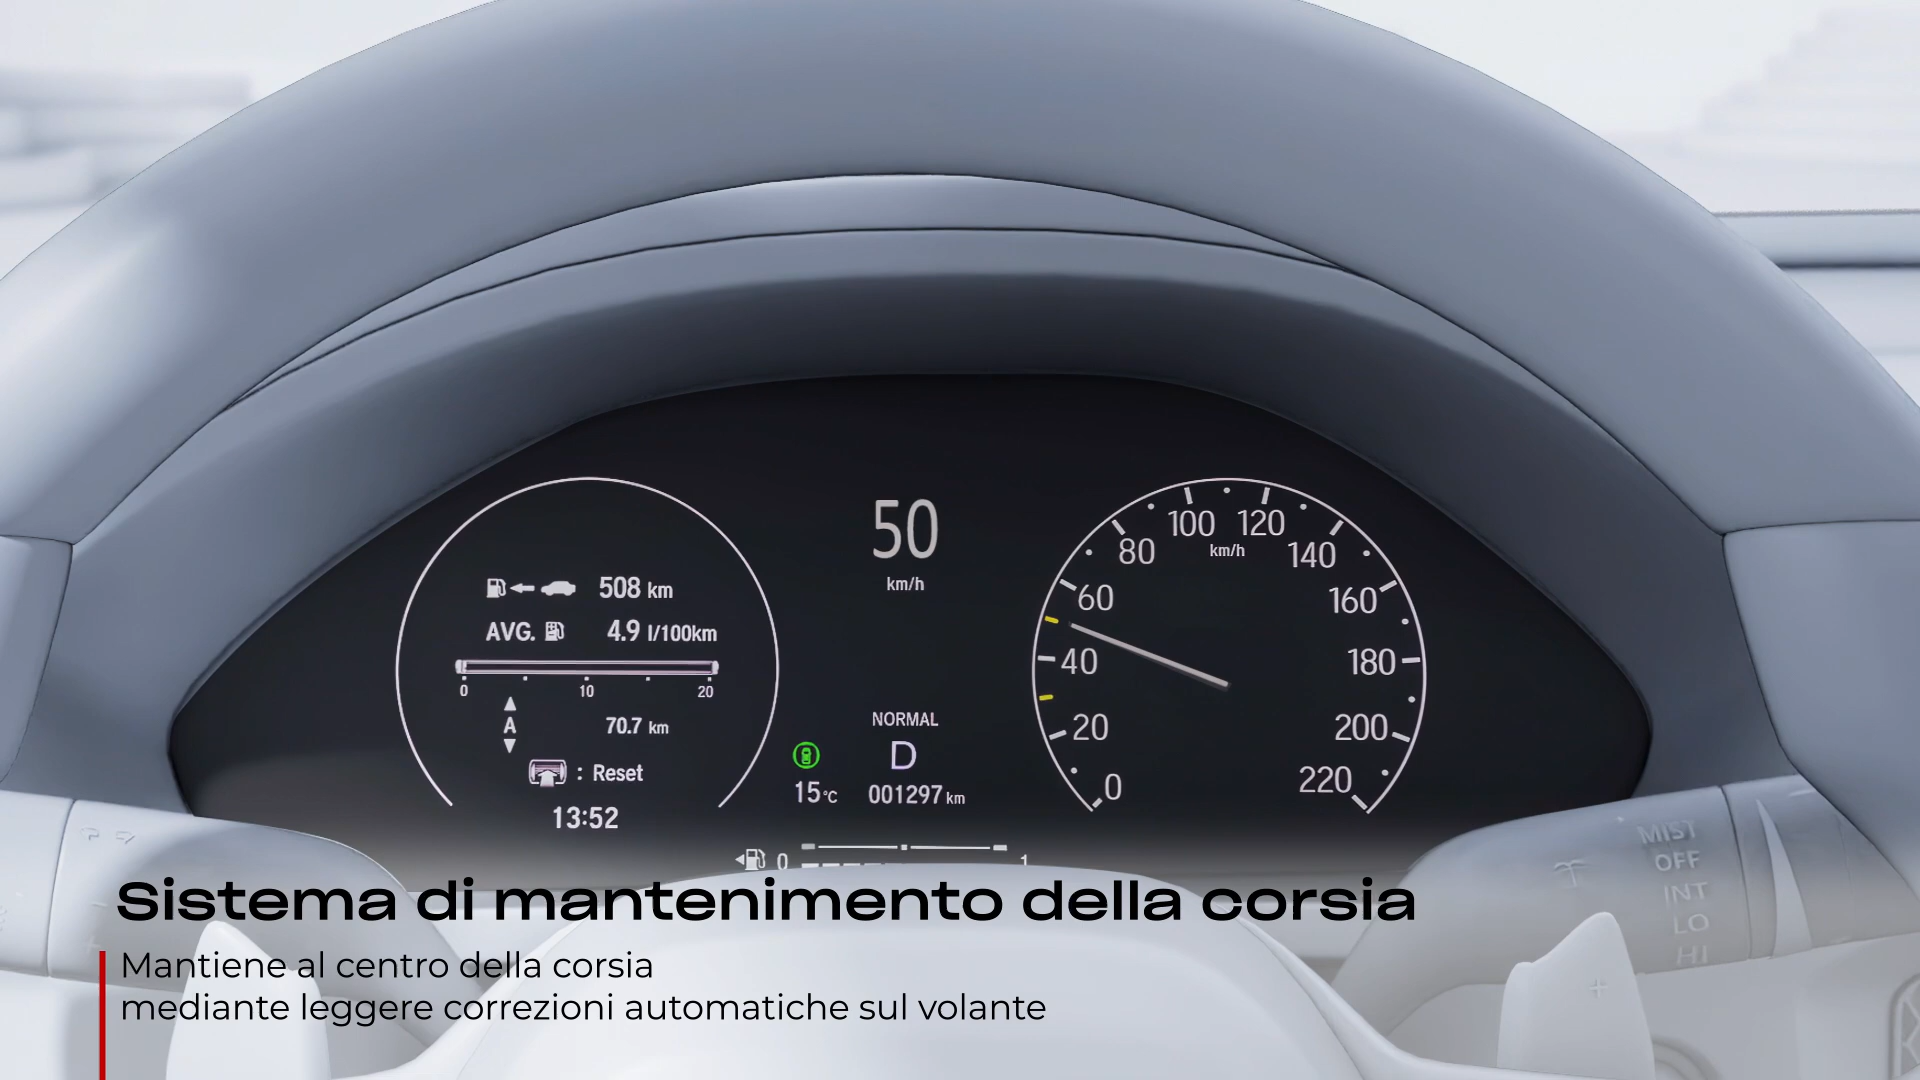 50
km/h
508 km
AVG. 4.9 l/100km
0 10 20
A 70.7 km
: Reset
13:52
NORMAL
D
15°C 001297 km
0 1
0 20 40 60 80 100 120 140 160 180 200 220
km/h
MIST
OFF
INT
LO
HI
Sistema di mantenimento della corsia
Mantiene al centro della corsia
mediante leggere correzioni automatiche sul volante